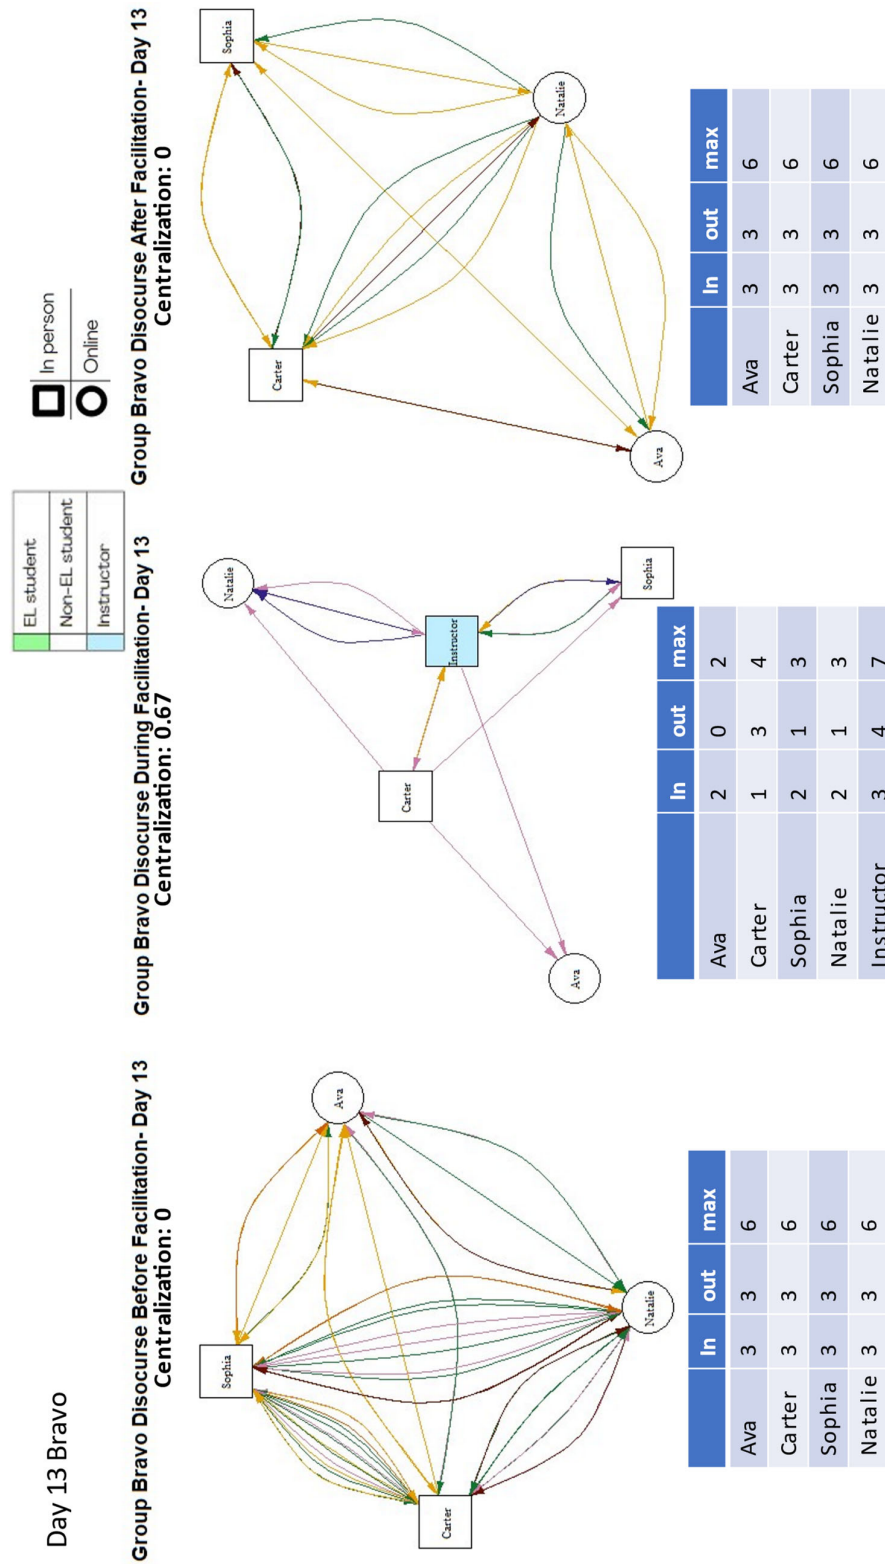 Day 13 Bravo
EL student
Non-EL student
Instructor
In person
Online
Group Bravo Disocurse Before Facilitation- Day 13
Centralization: 0
Sophia
Ava
Carter
Natalie
In out max
Ava 3 3 6
Carter 3 3 6
Sophia 3 3 6
Natalie 3 3 6
Group Bravo Disocurse During Facilitation- Day 13
Centralization: 0.67
Natalie
Carter
Instructor
Ava
Sophia
In out max
Ava 2 0 2
Carter 1 3 4
Sophia 2 1 3
Natalie 2 1 3
Instructor 3 4 7
Group Bravo Disocurse After Facilitation- Day 13
Centralization: 0
Sophia
Carter
Natalie
Ava
In out max
Ava 3 3 6
Carter 3 3 6
Sophia 3 3 6
Natalie 3 3 6